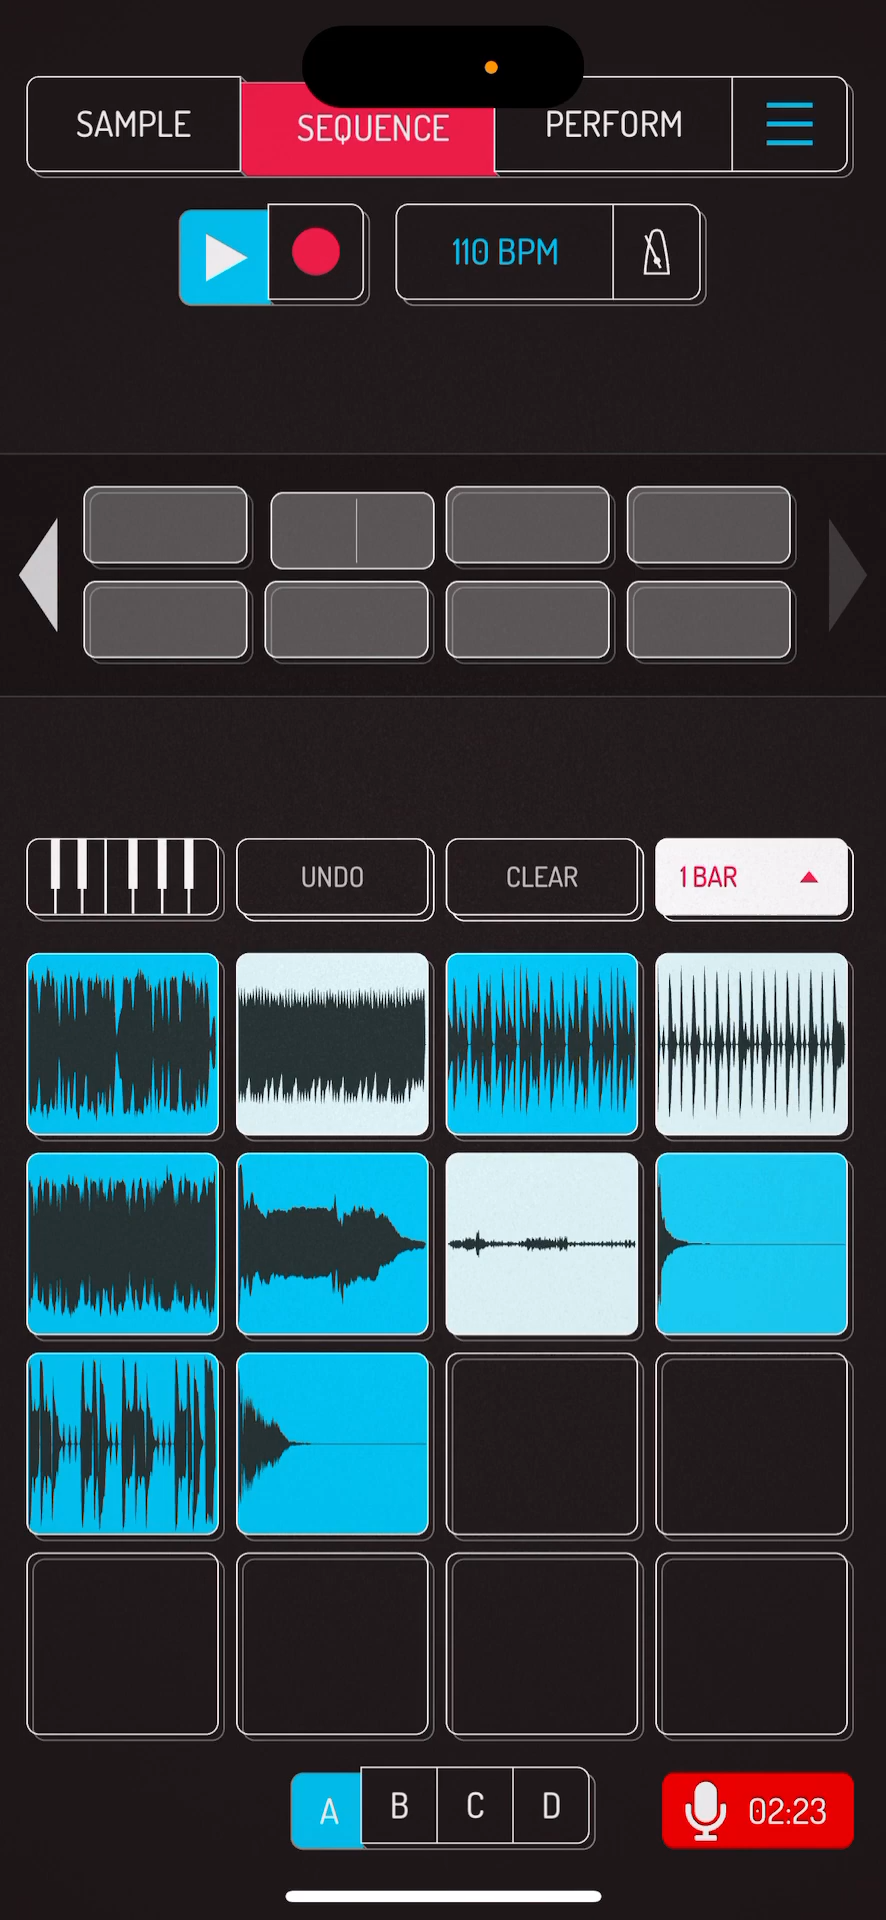 SAMPLE
SEQUENCE
PERFORM
110 BPM
UNDO
CLEAR
1 BAR
A
B
C
D
02:23